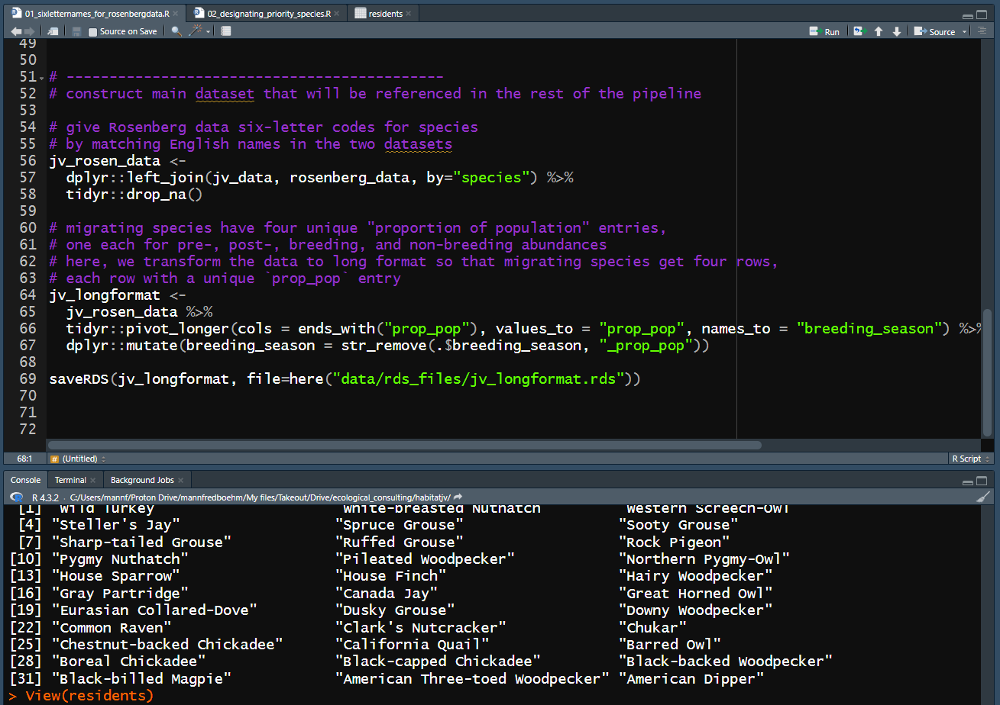 01_sixletternames_for_rosenbergdata.R × 02_designating_priority_species.R × residents ×
Source on Save Run Source
49
50
51 # --------------------------------------------
52 # construct main dataset that will be referenced in the rest of the pipeline
53
54 # give Rosenberg data six-letter codes for species
55 # by matching English names in the two datasets
56 jv_rosen_data <-
57 dplyr::left_join(jv_data, rosenberg_data, by="species") %>%
58 tidyr::drop_na()
59
60 # migrating species have four unique "proportion of population" entries,
61 # one each for pre-, post-, breeding, and non-breeding abundances
62 # here, we transform the data to long format so that migrating species get four rows,
63 # each row with a unique `prop_pop` entry
64 jv_longformat <-
65 jv_rosen_data %>%
66 tidyr::pivot_longer(cols = ends_with("prop_pop"), values_to = "prop_pop", names_to = "breeding_season") %>%
67 dplyr::mutate(breeding_season = str_remove(.$breeding_season, "_prop_pop"))
68
69 saveRDS(jv_longformat, file=here("data/rds_files/jv_longformat.rds"))
70
71
72
68:1 # (Untitled) R Script
Console Terminal × Background Jobs ×
R 4.3.2 · C:/Users/mannf/Proton Drive/mannfredboehm/My files/Takeout/Drive/ecological_consulting/habitatjv/
[1] "Wild Turkey" "White-breasted Nuthatch" "Western Screech-Owl"
[4] "Steller's Jay" "Spruce Grouse" "Sooty Grouse"
[7] "Sharp-tailed Grouse" "Ruffed Grouse" "Rock Pigeon"
[10] "Pygmy Nuthatch" "Pileated Woodpecker" "Northern Pygmy-Owl"
[13] "House Sparrow" "House Finch" "Hairy Woodpecker"
[16] "Gray Partridge" "Canada Jay" "Great Horned Owl"
[19] "Eurasian Collared-Dove" "Dusky Grouse" "Downy Woodpecker"
[22] "Common Raven" "Clark's Nutcracker" "Chukar"
[25] "Chestnut-backed Chickadee" "California Quail" "Barred Owl"
[28] "Boreal Chickadee" "Black-capped Chickadee" "Black-backed Woodpecker"
[31] "Black-billed Magpie" "American Three-toed Woodpecker" "American Dipper"
> View(residents)